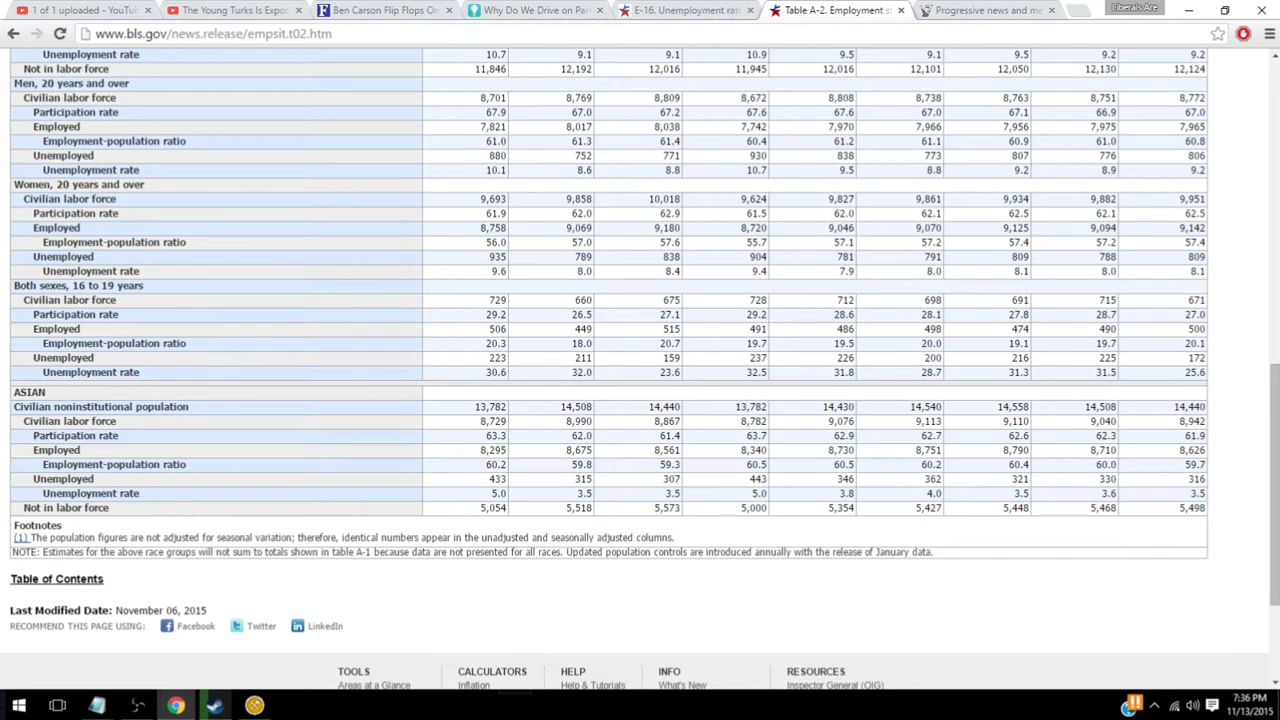 1 of 1 uploaded - YouTub
The Young Turks Is Expos
Ben Carson Flip Flops On
Why Do We Drive on Par
E-16. Unemployment rat
Table A-2. Employment s
Progressive news and me
Liberals Are
www.bls.gov/news.release/empsit.t02.htm
Unemployment rate 10.7 9.1 9.1 10.9 9.5 9.1 9.5 9.2 9.2
Not in labor force 11,846 12,192 12,016 11,945 12,016 12,101 12,050 12,130 12,124
Men, 20 years and over
Civilian labor force 8,701 8,769 8,809 8,672 8,808 8,738 8,763 8,751 8,772
Participation rate 67.9 67.0 67.2 67.6 67.6 67.0 67.1 66.9 67.0
Employed 7,821 8,017 8,038 7,742 7,970 7,966 7,956 7,975 7,965
Employment-population ratio 61.0 61.3 61.4 60.4 61.2 61.1 60.9 61.0 60.8
Unemployed 880 752 771 930 838 773 807 776 806
Unemployment rate 10.1 8.6 8.8 10.7 9.5 8.8 9.2 8.9 9.2
Women, 20 years and over
Civilian labor force 9,693 9,858 10,018 9,624 9,827 9,861 9,934 9,882 9,951
Participation rate 61.9 62.0 62.9 61.5 62.0 62.1 62.5 62.1 62.5
Employed 8,758 9,069 9,180 8,720 9,046 9,070 9,125 9,094 9,142
Employment-population ratio 56.0 57.0 57.6 55.7 57.1 57.2 57.4 57.2 57.4
Unemployed 935 789 838 904 781 791 809 788 809
Unemployment rate 9.6 8.0 8.4 9.4 7.9 8.0 8.1 8.0 8.1
Both sexes, 16 to 19 years
Civilian labor force 729 660 675 728 712 698 691 715 671
Participation rate 29.2 26.5 27.1 29.2 28.6 28.1 27.8 28.7 27.0
Employed 506 449 515 491 486 498 474 490 500
Employment-population ratio 20.3 18.0 20.7 19.7 19.5 20.0 19.1 19.7 20.1
Unemployed 223 211 159 237 226 200 216 225 172
Unemployment rate 30.6 32.0 23.6 32.5 31.8 28.7 31.3 31.5 25.6
ASIAN
Civilian noninstitutional population 13,782 14,508 14,440 13,782 14,430 14,540 14,558 14,508 14,440
Civilian labor force 8,729 8,990 8,867 8,782 9,076 9,113 9,110 9,040 8,942
Participation rate 63.3 62.0 61.4 63.7 62.9 62.7 62.6 62.3 61.9
Employed 8,295 8,675 8,561 8,340 8,730 8,751 8,790 8,710 8,626
Employment-population ratio 60.2 59.8 59.3 60.5 60.5 60.2 60.4 60.0 59.7
Unemployed 433 315 307 443 346 362 321 330 316
Unemployment rate 5.0 3.5 3.5 5.0 3.8 4.0 3.5 3.6 3.5
Not in labor force 5,054 5,518 5,573 5,000 5,354 5,427 5,448 5,468 5,498
Footnotes
(1) The population figures are not adjusted for seasonal variation; therefore, identical numbers appear in the unadjusted and seasonally adjusted columns.
NOTE: Estimates for the above race groups will not sum to totals shown in table A-1 because data are not presented for all races. Updated population controls are introduced annually with the release of January data.
Table of Contents
Last Modified Date: November 06, 2015
RECOMMEND THIS PAGE USING: Facebook Twitter LinkedIn
TOOLS CALCULATORS HELP INFO RESOURCES
Areas at a Glance Inflation Help & Tutorials What's New Inspector General (OIG)
7:36 PM
11/13/2015